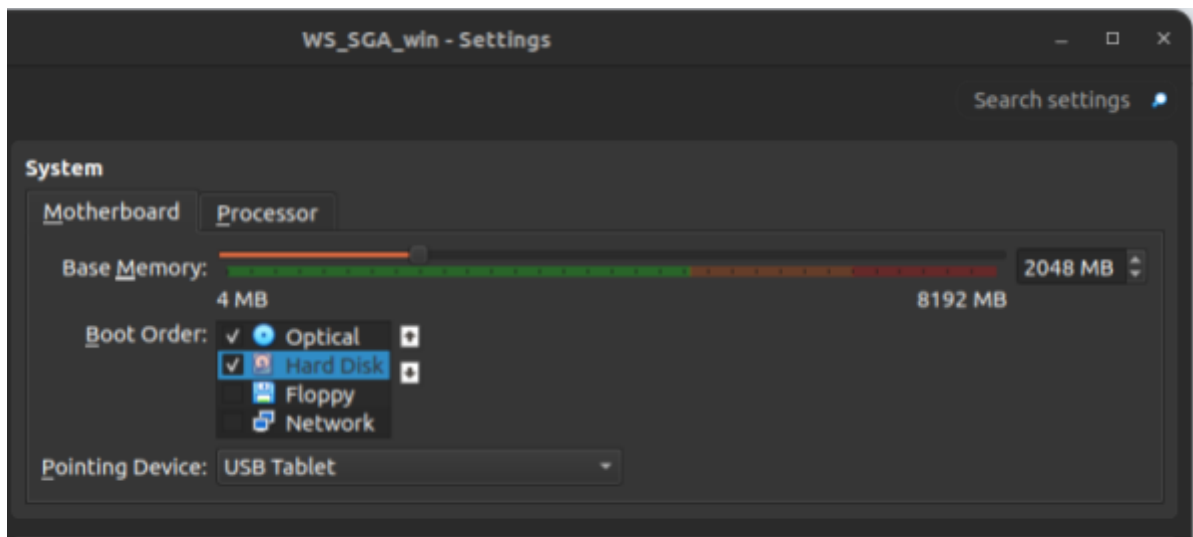 WS_SGA_win - Settings
Search settings
System
Motherboard Processor
Base Memory: 2048 MB
4 MB 8192 MB
Boot Order: Optical
Hard Disk
Floppy
Network
Pointing Device: USB Tablet